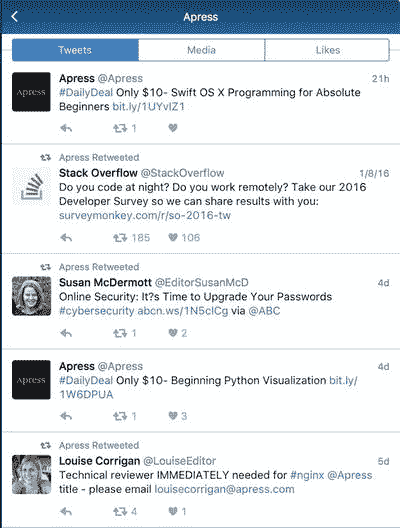 Apress
Tweets Media Likes
Apress @Apress 21h
#DailyDeal Only $10- Swift OS X Programming for Absolute
Beginners bit.ly/1UYvIZ1
1
Apress Retweeted
Stack Overflow @StackOverflow 1/8/16
Do you code at night? Do you work remotely? Take our 2016
Developer Survey so we can share results with you:
surveymonkey.com/r/so-2016-tw
185 106
Apress Retweeted
Susan McDermott @EditorSusanMcD 4d
Online Security: It?s Time to Upgrade Your Passwords
#cybersecurity abcn.ws/1N5clCg via @ABC
1 2
Apress @Apress 4d
#DailyDeal Only $10- Beginning Python Visualization bit.ly/
1W6DPUA
1 3
Apress Retweeted
Louise Corrigan @LouiseEditor 5d
Technical reviewer IMMEDIATELY needed for #nginx @Apress
title - please email louisecorrigan@apress.com
4 1